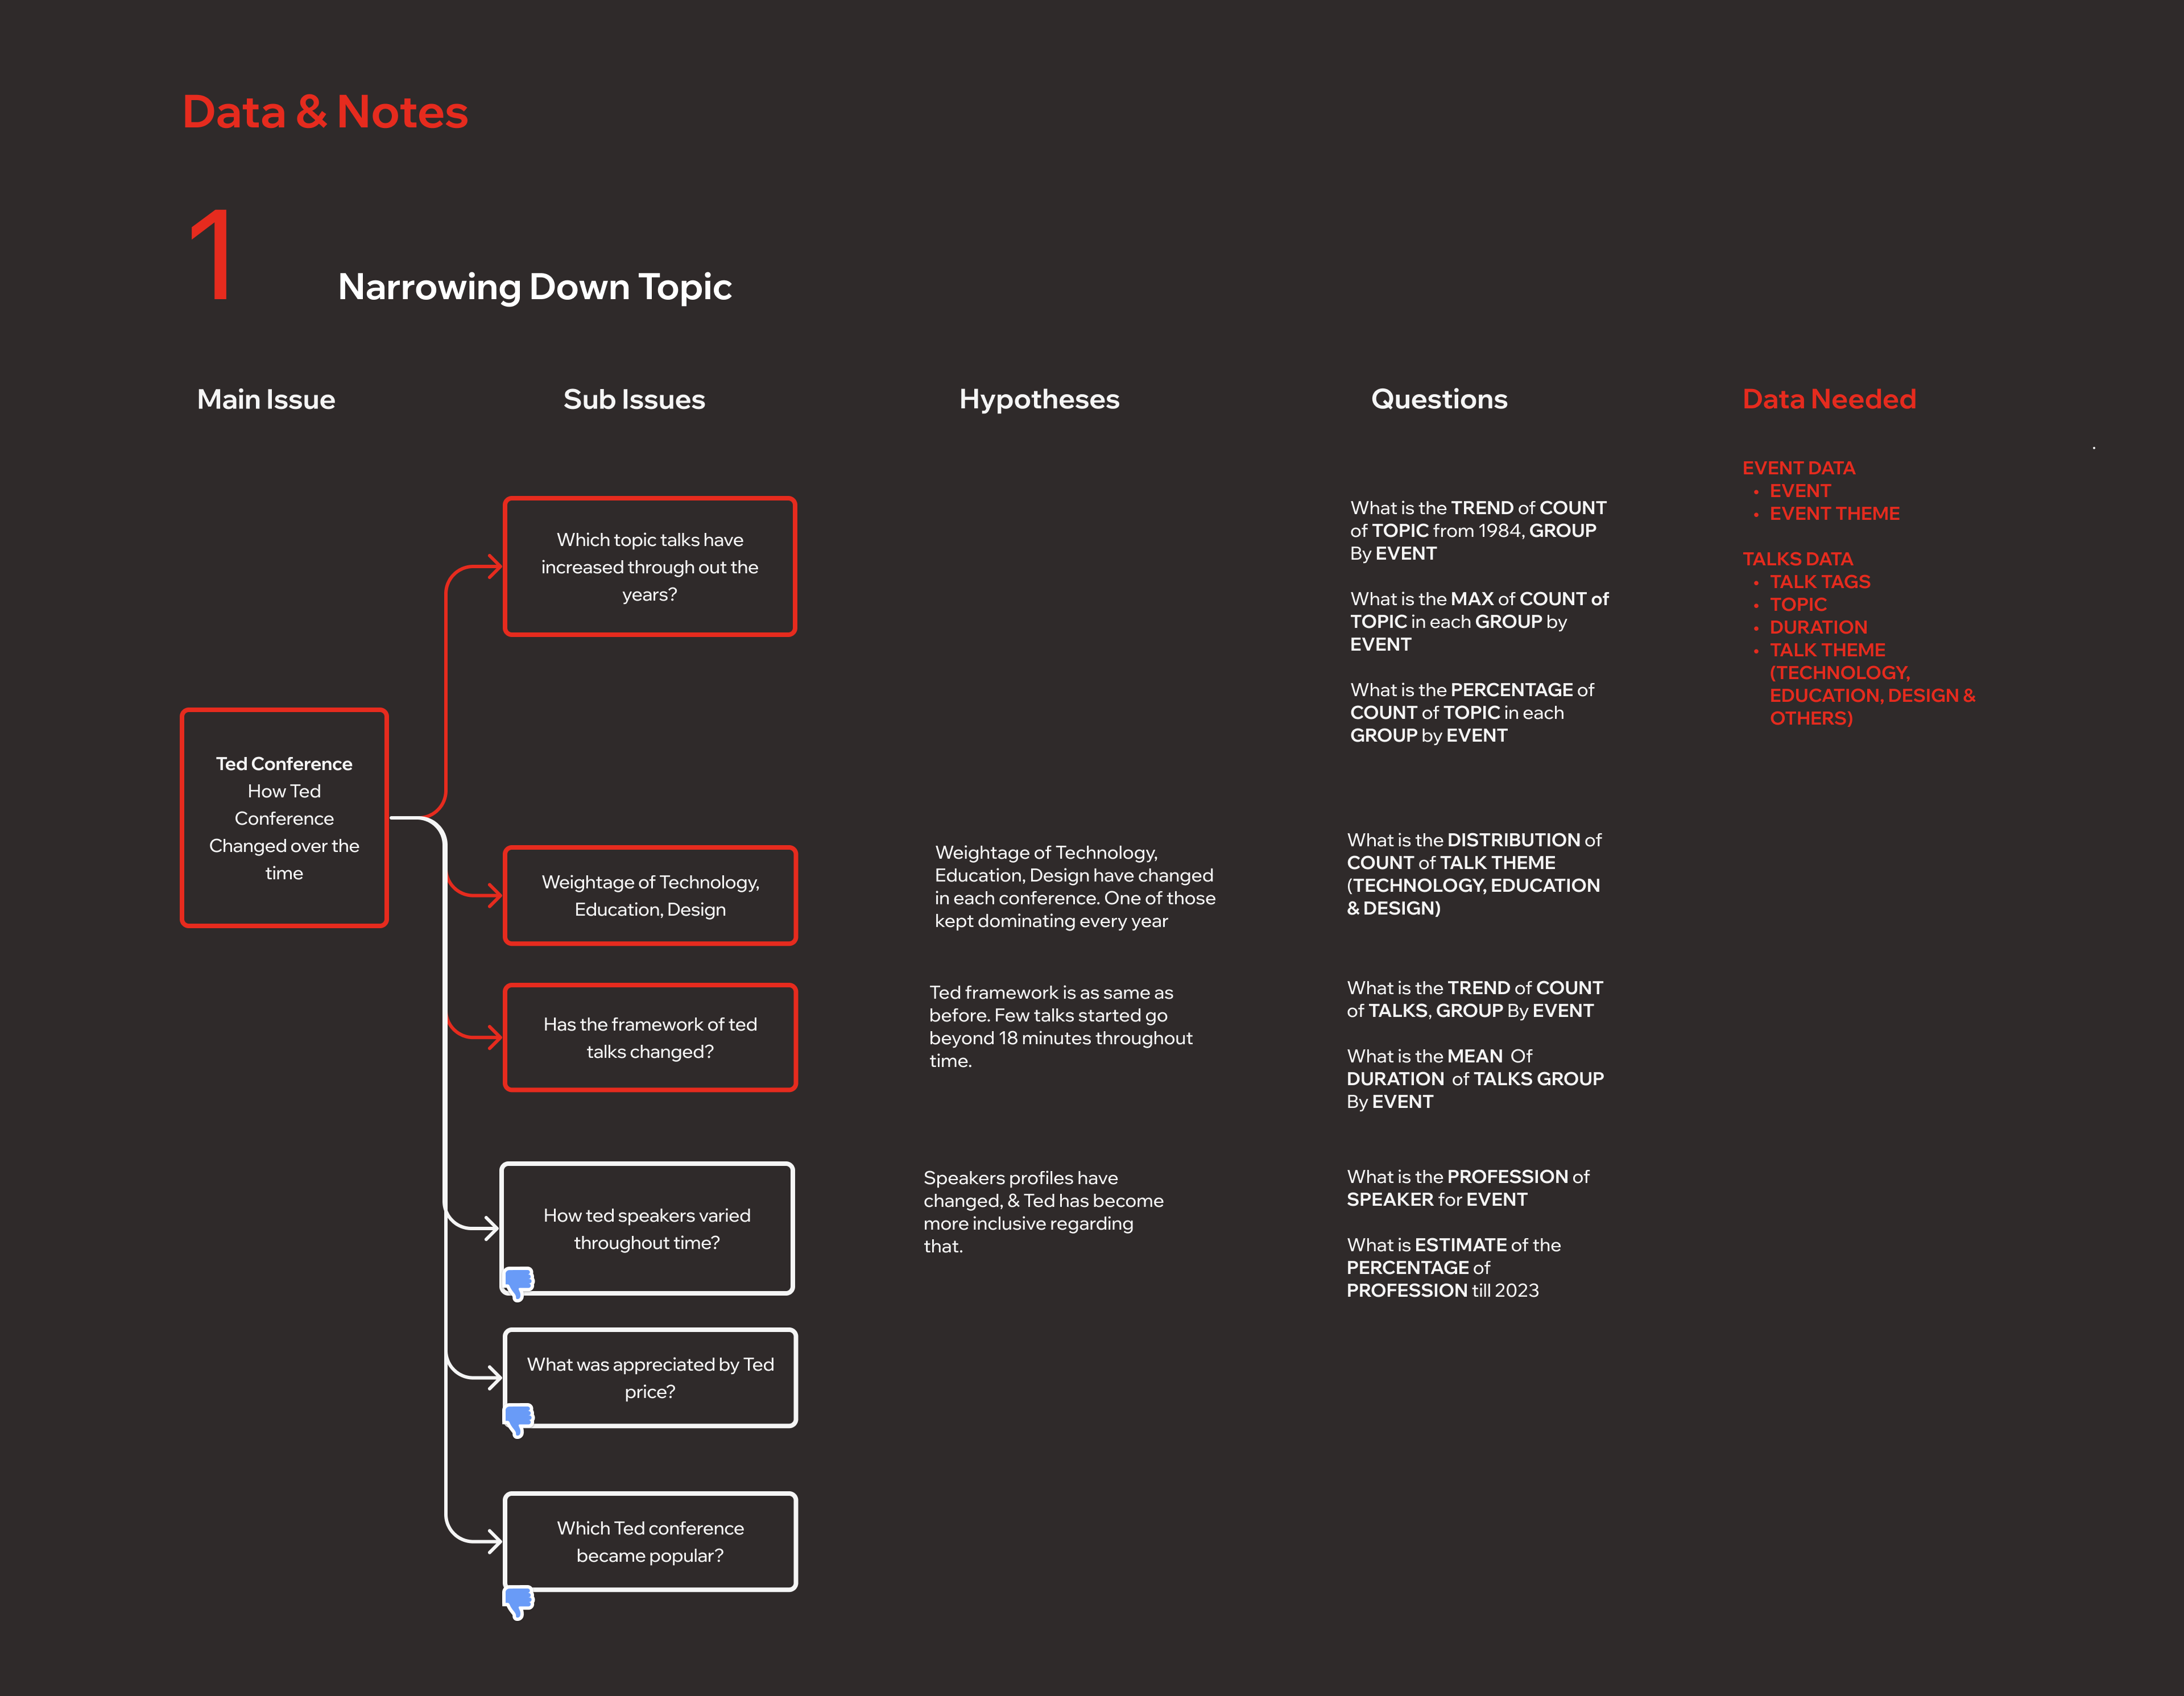 Data & Notes
1
Narrowing Down Topic
Main Issue
Sub Issues
Hypotheses
Questions
Data Needed
Ted Conference
How Ted
Conference
Changed over the
time
Which topic talks have
increased through out the
years?
Weightage of Technology,
Education, Design
Has the framework of ted
talks changed?
How ted speakers varied
throughout time?
What was appreciated by Ted
price?
Which Ted conference
became popular?
Weightage of Technology,
Education, Design have changed
in each conference. One of those
kept dominating every year
Ted framework is as same as
before. Few talks started go
beyond 18 minutes throughout
time.
Speakers profiles have
changed, & Ted has become
more inclusive regarding
that.
What is the TREND of COUNT
of TOPIC from 1984, GROUP
By EVENT
What is the MAX of COUNT of
TOPIC in each GROUP by
EVENT
What is the PERCENTAGE of
COUNT of TOPIC in each
GROUP by EVENT
What is the DISTRIBUTION of
COUNT of TALK THEME
(TECHNOLOGY, EDUCATION
& DESIGN)
What is the TREND of COUNT
of TALKS, GROUP By EVENT
What is the MEAN Of
DURATION of TALKS GROUP
By EVENT
What is the PROFESSION of
SPEAKER for EVENT
What is ESTIMATE of the
PERCENTAGE of
PROFESSION till 2023
EVENT DATA
• EVENT
• EVENT THEME
TALKS DATA
• TALK TAGS
• TOPIC
• DURATION
• TALK THEME
(TECHNOLOGY,
EDUCATION, DESIGN &
OTHERS)